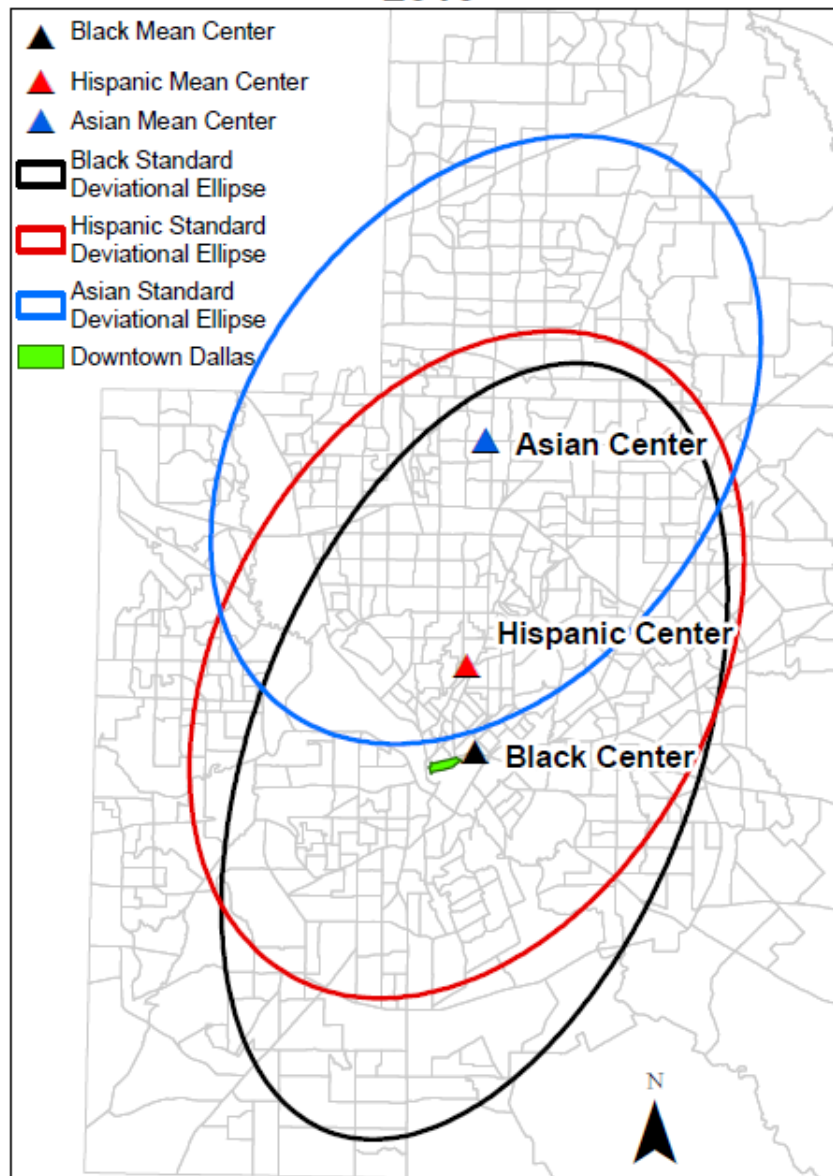 Black Mean Center
Hispanic Mean Center
Asian Mean Center
Black Standard
Deviational Ellipse
Hispanic Standard
Deviational Ellipse
Asian Standard
Deviational Ellipse
Downtown Dallas
Asian Center
Hispanic Center
Black Center
N